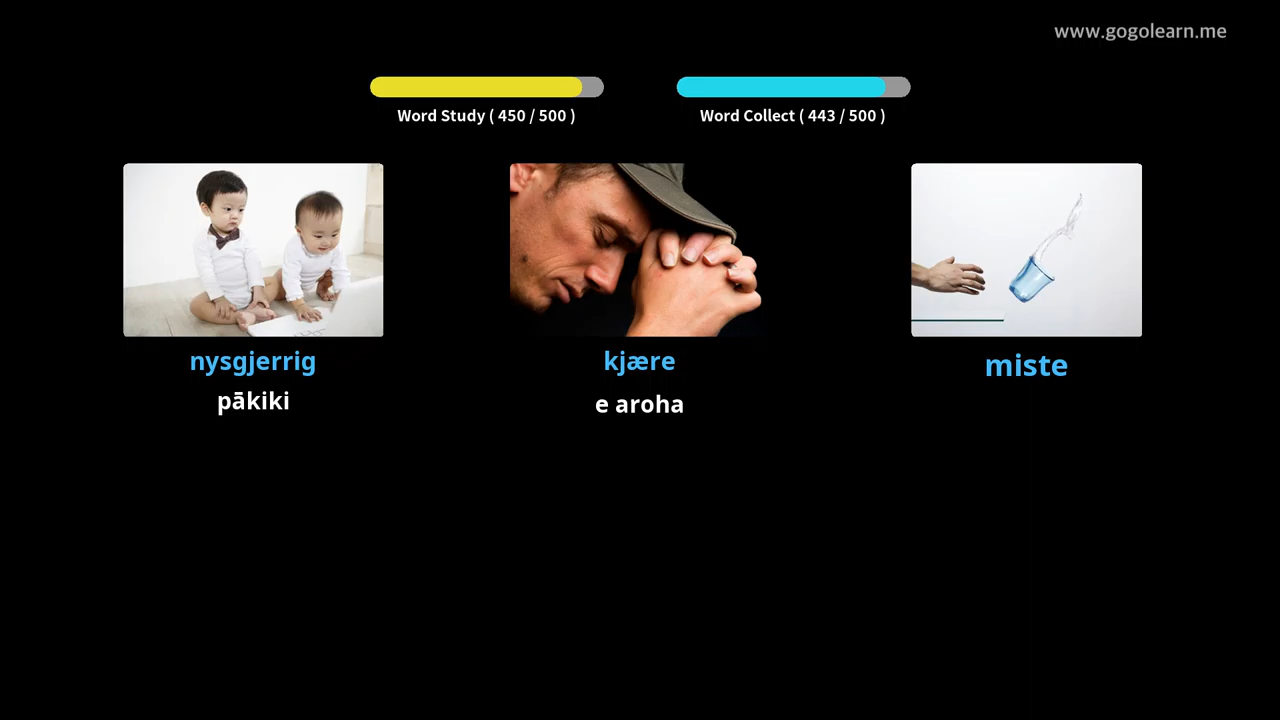 www.gogolearn.me
Word Study ( 450 / 500 )
Word Collect ( 443 / 500 )
nysgjerrig
kjære
miste
pākiki
e aroha